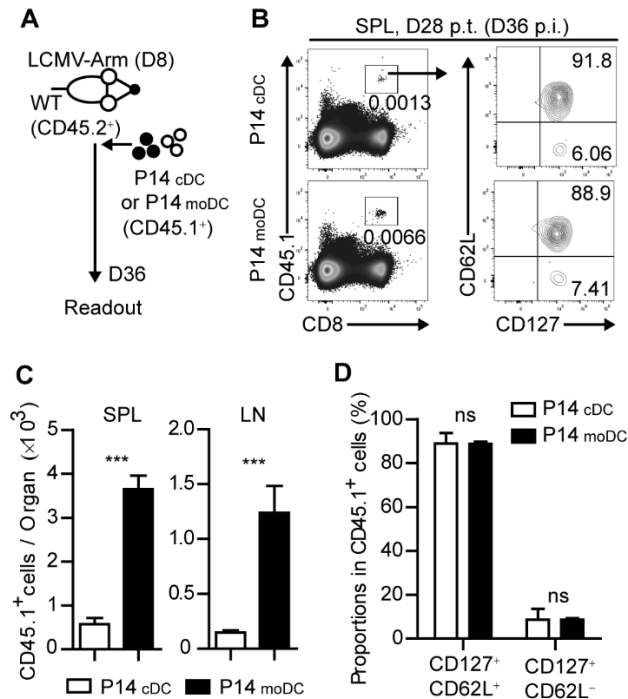 A
LCMV-Arm (D8)
WT
(CD45.2⁺)
P14 cDC
or P14 moDC
(CD45.1⁺)
D36
Readout
B
SPL, D28 p.t. (D36 p.i.)
P14 cDC
0.0013
91.8
6.06
P14 moDC
0.0066
88.9
7.41
CD45.1
CD8
CD62L
CD127
C
SPL
LN
CD45.1⁺ cells / Organ (×10³)
5
4
3
2
1
0
***
2.0
1.5
1.0
0.5
0
***
P14 cDC
P14 moDC
D
Proportions in CD45.1⁺ cells (%)
100
80
60
40
20
0
ns
ns
P14 cDC
P14 moDC
CD127⁺
CD62L⁺
CD127⁺
CD62L⁻